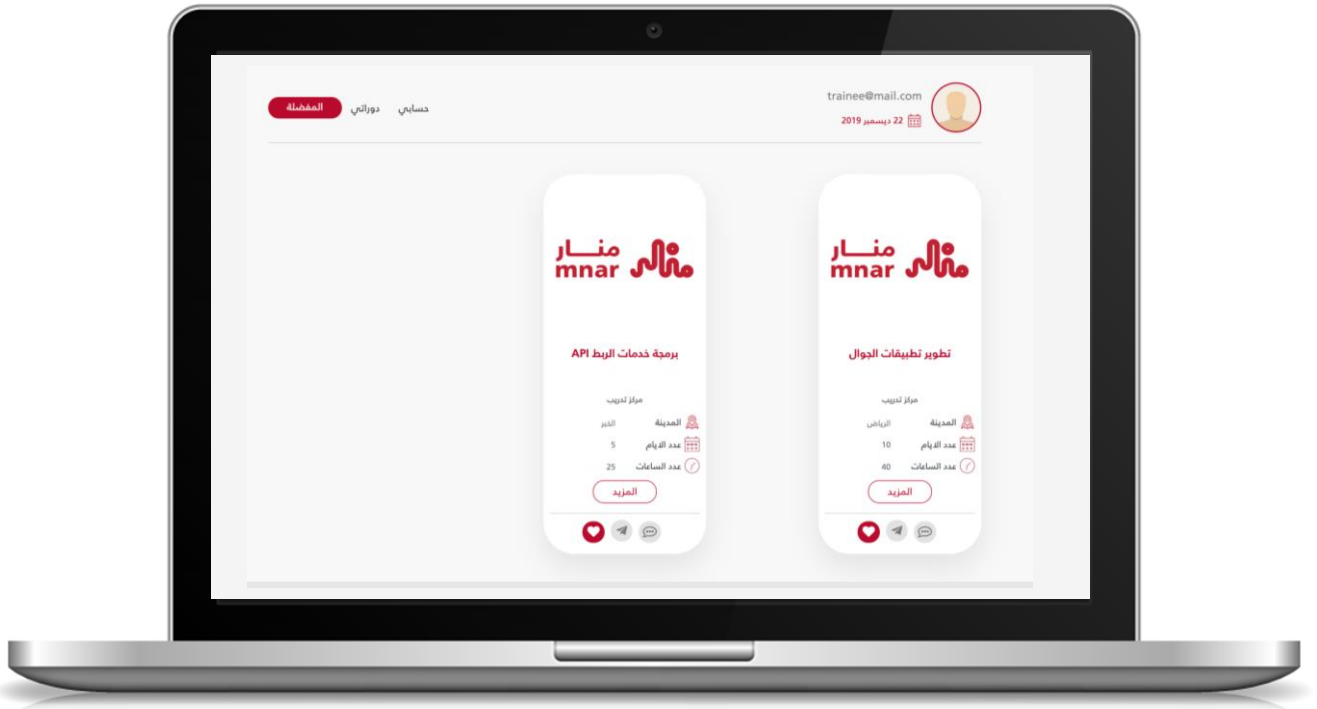 trainee@mail.com
22 ديسمبر 2019
حسابي
دوراتي
المفضلة
منار
منـــار
mnar
تطوير تطبيقات الجوال
مركز تدريب
المدينة الرياض
عدد الايام 10
عدد الساعات 40
المزيد
منار
منـــار
mnar
برمجة خدمات الربط API
مركز تدريب
المدينة الخبر
عدد الايام 5
عدد الساعات 25
المزيد